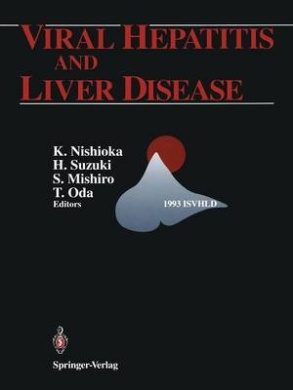 VIRAL HEPATITIS
AND
LIVER DISEASE
K. Nishioka
H. Suzuki
S. Mishiro
T. Oda
Editors
1993 ISVHLD
Springer-Verlag